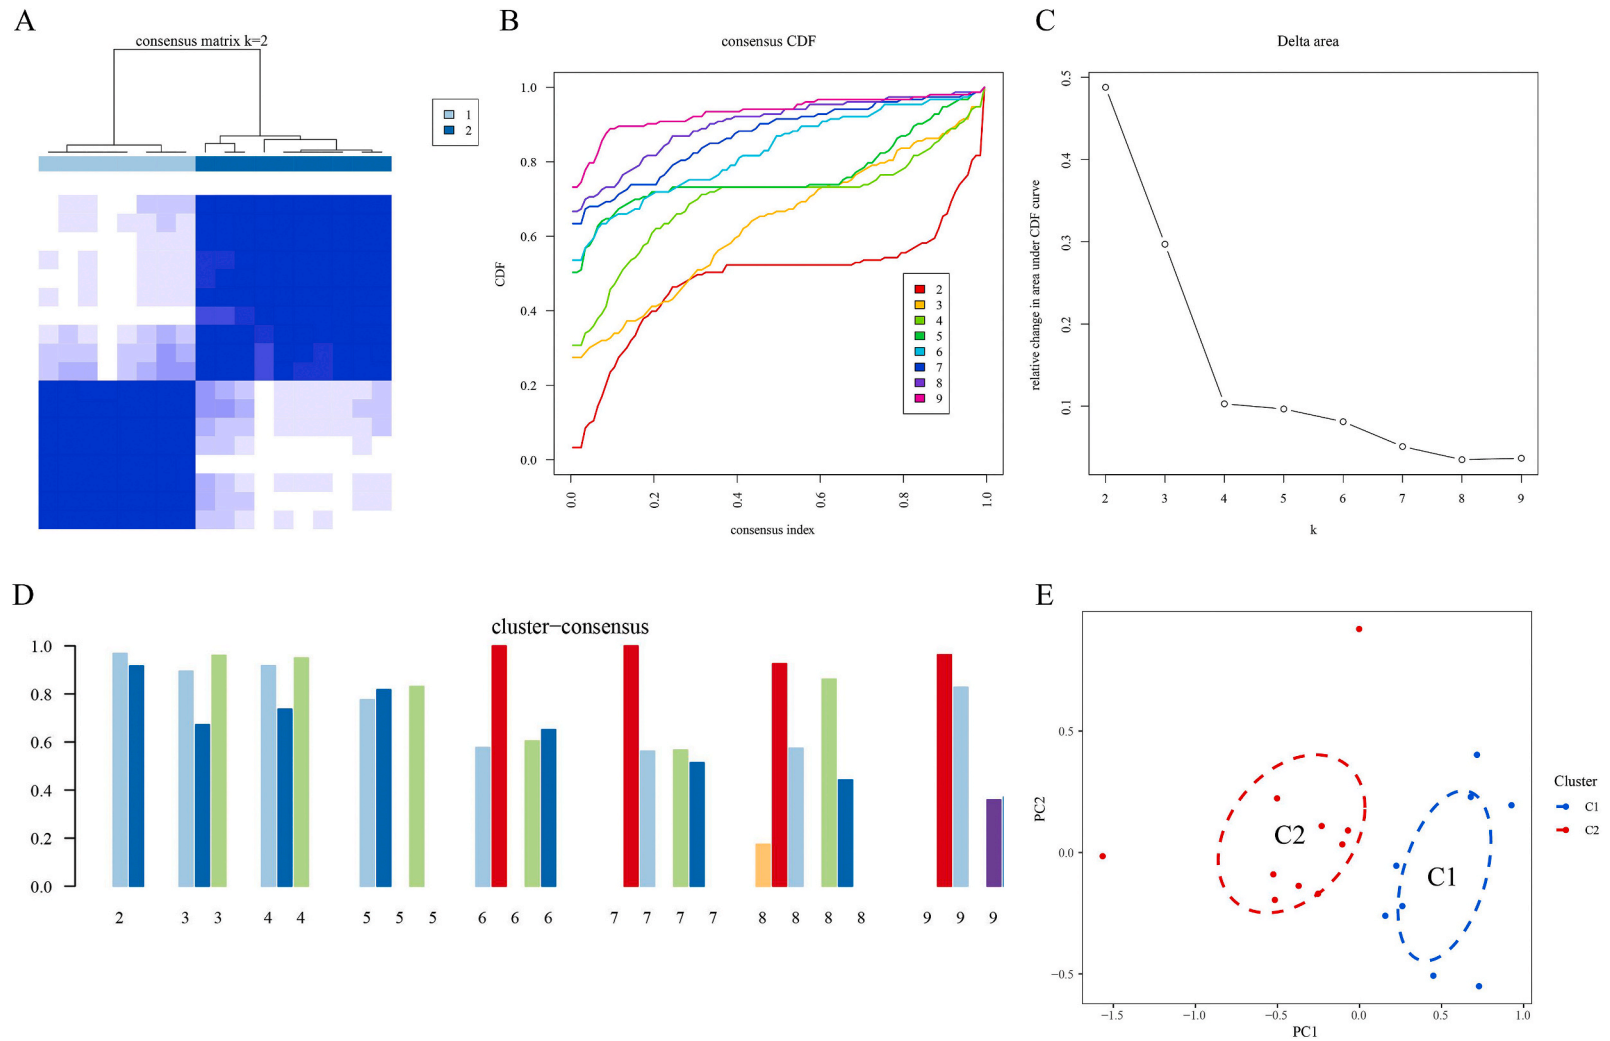 A
consensus matrix k=2
1
2
B
consensus CDF
CDF
1.0
0.8
0.6
0.4
0.2
0.0
0.0 0.2 0.4 0.6 0.8 1.0
consensus index
2
3
4
5
6
7
8
9
C
Delta area
relative change in area under CDF curve
0.5
0.4
0.3
0.2
0.1
2 3 4 5 6 7 8 9
k
D
cluster−consensus
1.0
0.8
0.6
0.4
0.2
0.0
2 3 3 4 4 5 5 5 6 6 6 7 7 7 7 8 8 8 8 9 9 9
E
PC2
0.5
0.0
−0.5
C2
C1
−1.5 −1.0 −0.5 0.0 0.5 1.0
PC1
Cluster
C1
C2